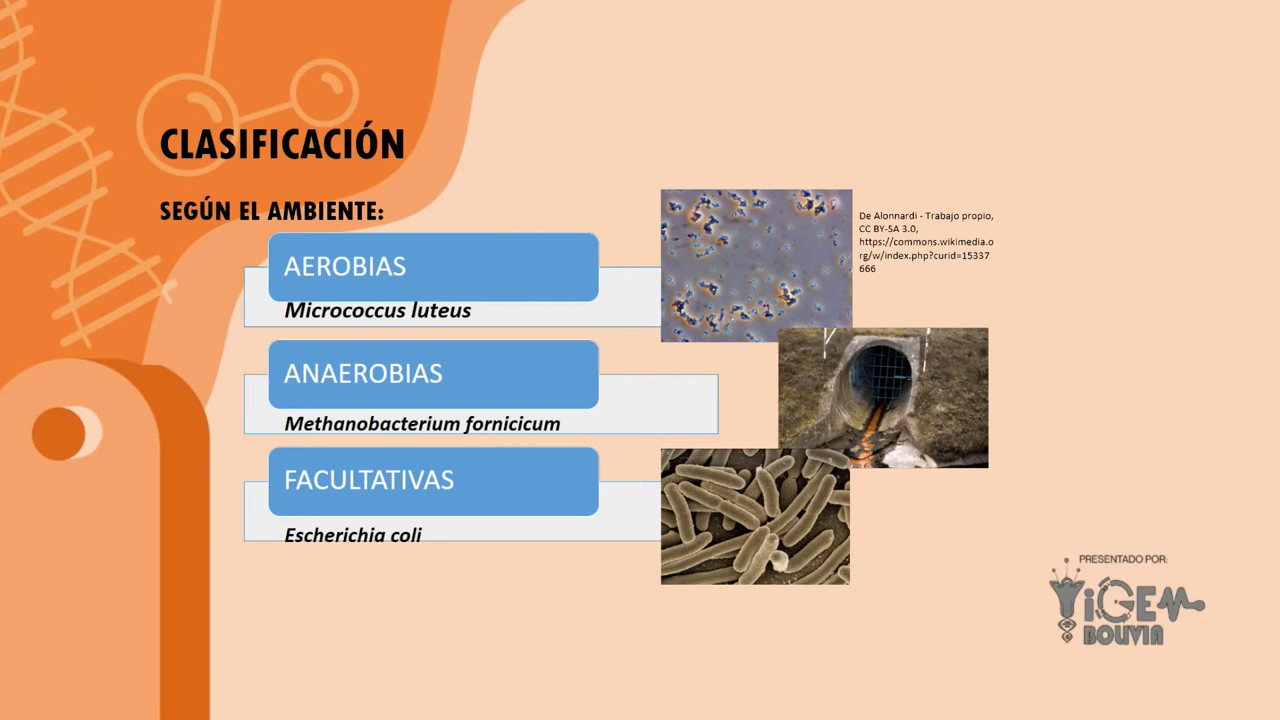 CLASIFICACIÓN
SEGÚN EL AMBIENTE:
AEROBIAS
Micrococcus luteus
De Alonnardi - Trabajo propio,
CC BY-SA 3.0,
https://commons.wikimedia.o
rg/w/index.php?curid=15337
666
ANAEROBIAS
Methanobacterium fornicicum
FACULTATIVAS
Escherichia coli
PRESENTADO POR:
iGEM
BOLIVIA